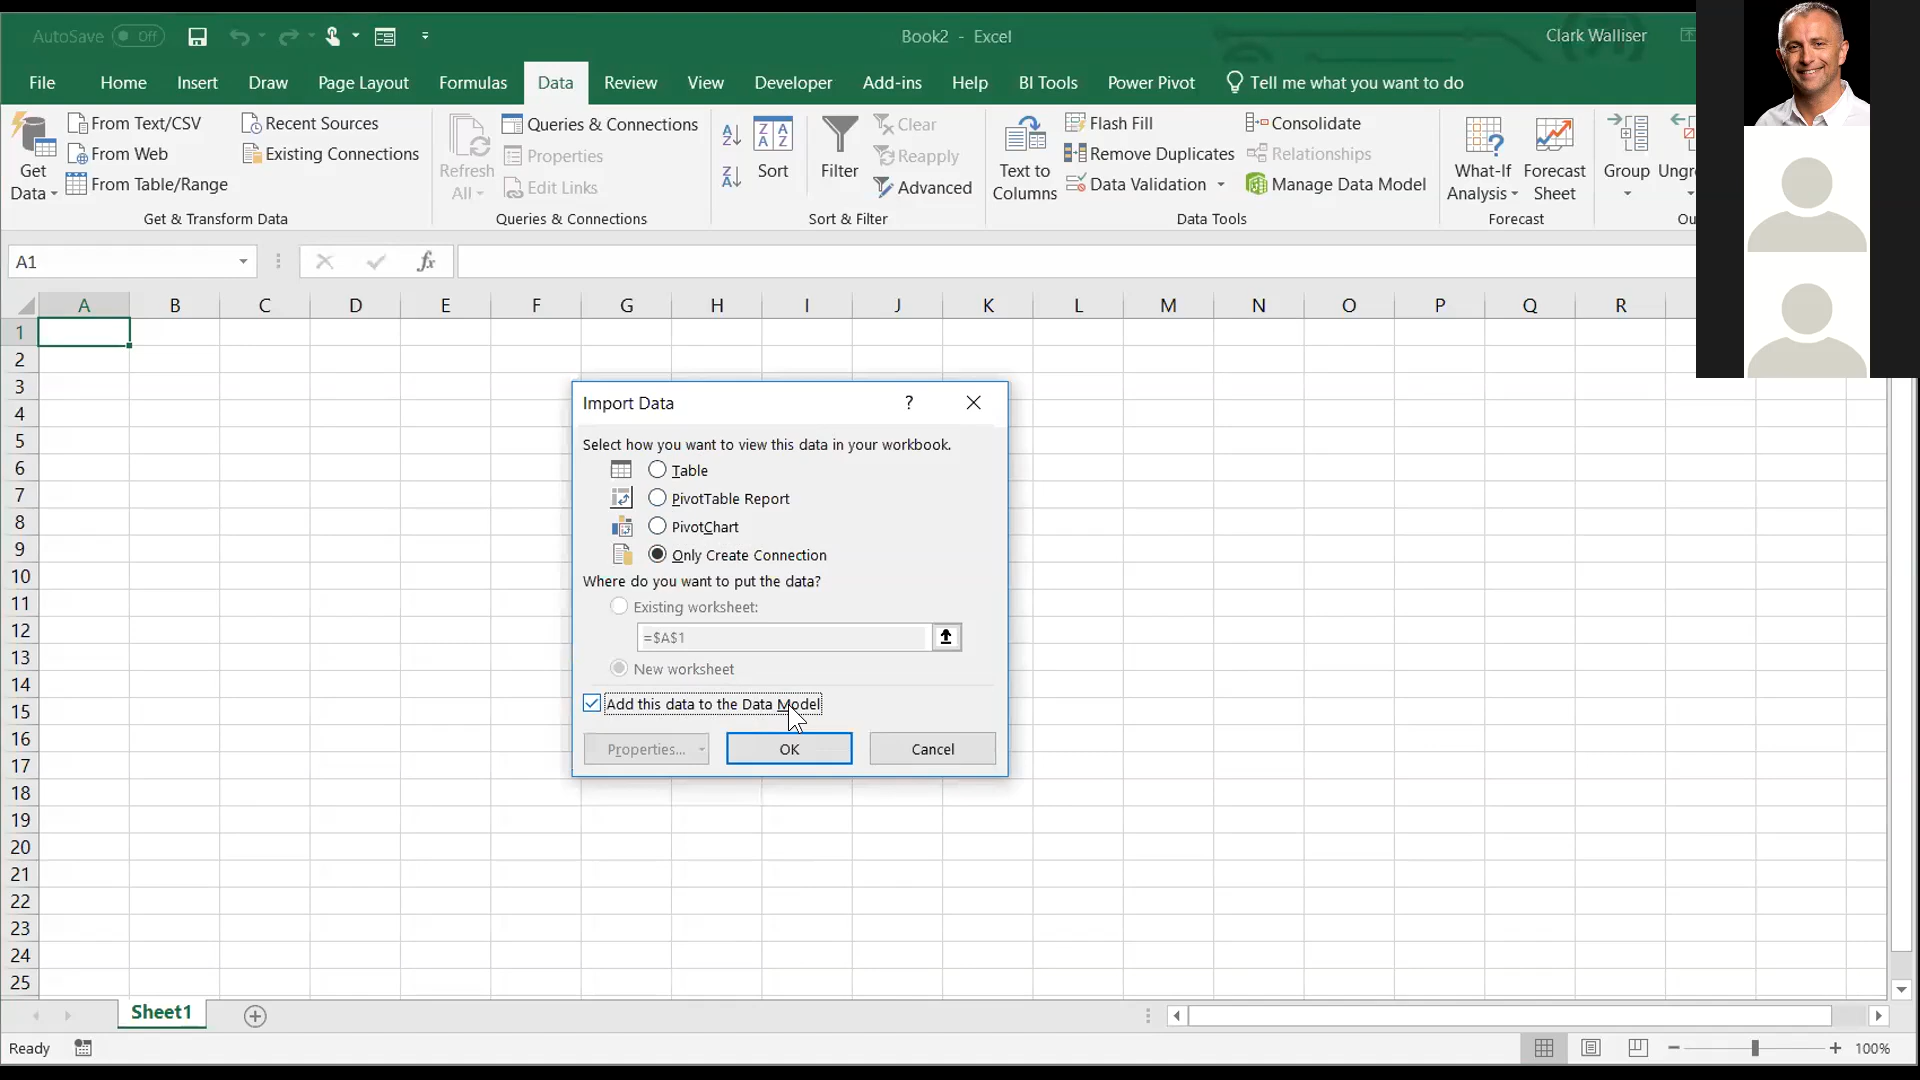 AutoSave Off
Book2 - Excel
Clark Walliser
File Home Insert Draw Page Layout Formulas Data Review View Developer Add-ins Help BI Tools Power Pivot Tell me what you want to do
Get Data
From Text/CSV
From Web
From Table/Range
Recent Sources
Existing Connections
Get & Transform Data
Refresh All
Queries & Connections
Properties
Edit Links
Queries & Connections
Sort
Filter
Clear
Reapply
Advanced
Sort & Filter
Text to Columns
Flash Fill
Remove Duplicates
Data Validation
Consolidate
Relationships
Manage Data Model
Data Tools
What-If Analysis
Forecast Sheet
Forecast
Group
Ungr
Ou
A1
fx
A B C D E F G H I J K L M N O P Q R
1
2
3
4
5
6
7
8
9
10
11
12
13
14
15
16
17
18
19
20
21
22
23
24
25
Import Data ?
Select how you want to view this data in your workbook.
Table
PivotTable Report
PivotChart
Only Create Connection
Where do you want to put the data?
Existing worksheet:
=$A$1
New worksheet
Add this data to the Data Model
Properties... OK Cancel
Sheet1
Ready
100%